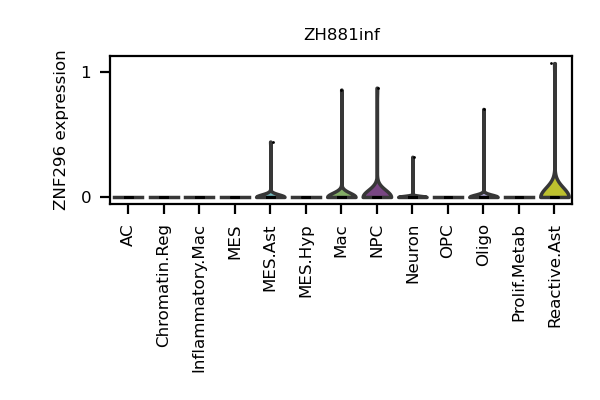 ZH881inf
ZNF296 expression
1
0
AC
Chromatin.Reg
Inflammatory.Mac
MES
MES.Ast
MES.Hyp
Mac
NPC
Neuron
OPC
Oligo
Prolif.Metab
Reactive.Ast